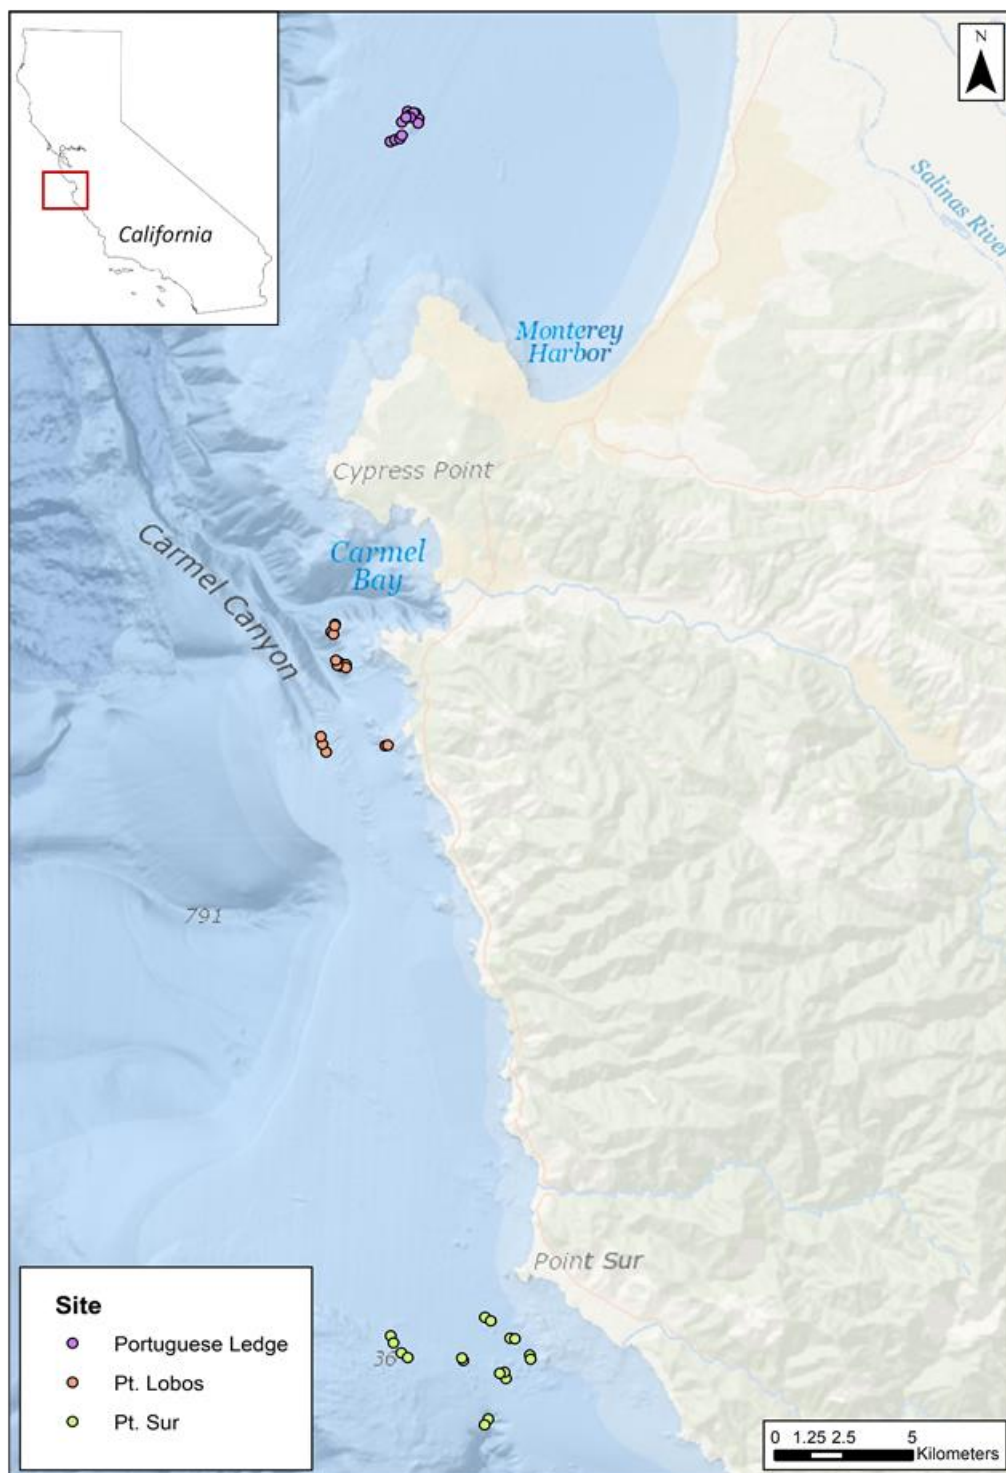 California
N
Salinas River
Monterey
Harbor
Cypress Point
Carmel
Bay
Carmel Canyon
791
Point Sur
36
Site
Portuguese Ledge
Pt. Lobos
Pt. Sur
0 1.25 2.5 5
Kilometers